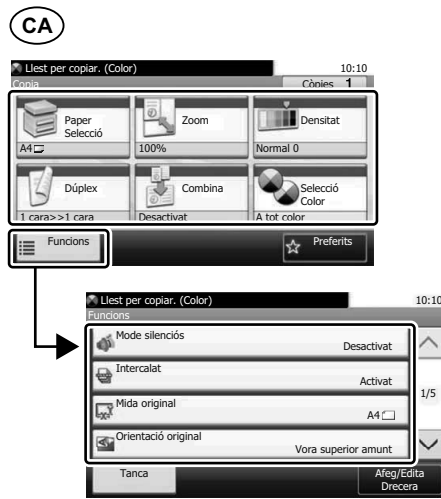 CA
Llest per copiar. (Color) 10:10
Copia Còpies 1
Paper Selecció
A4
Zoom
100%
Densitat
Normal 0
Dúplex
1 cara>>1 cara
Combina
Desactivat
Selecció Color
A tot color
Funcions
Preferits
Llest per copiar. (Color) 10:10
Funcions
Mode silenciós
Desactivat
Intercalat
Activat
1/5
Mida original
A4
Orientació original
Vora superior amunt
Tanca
Afeg/Edita
Drecera